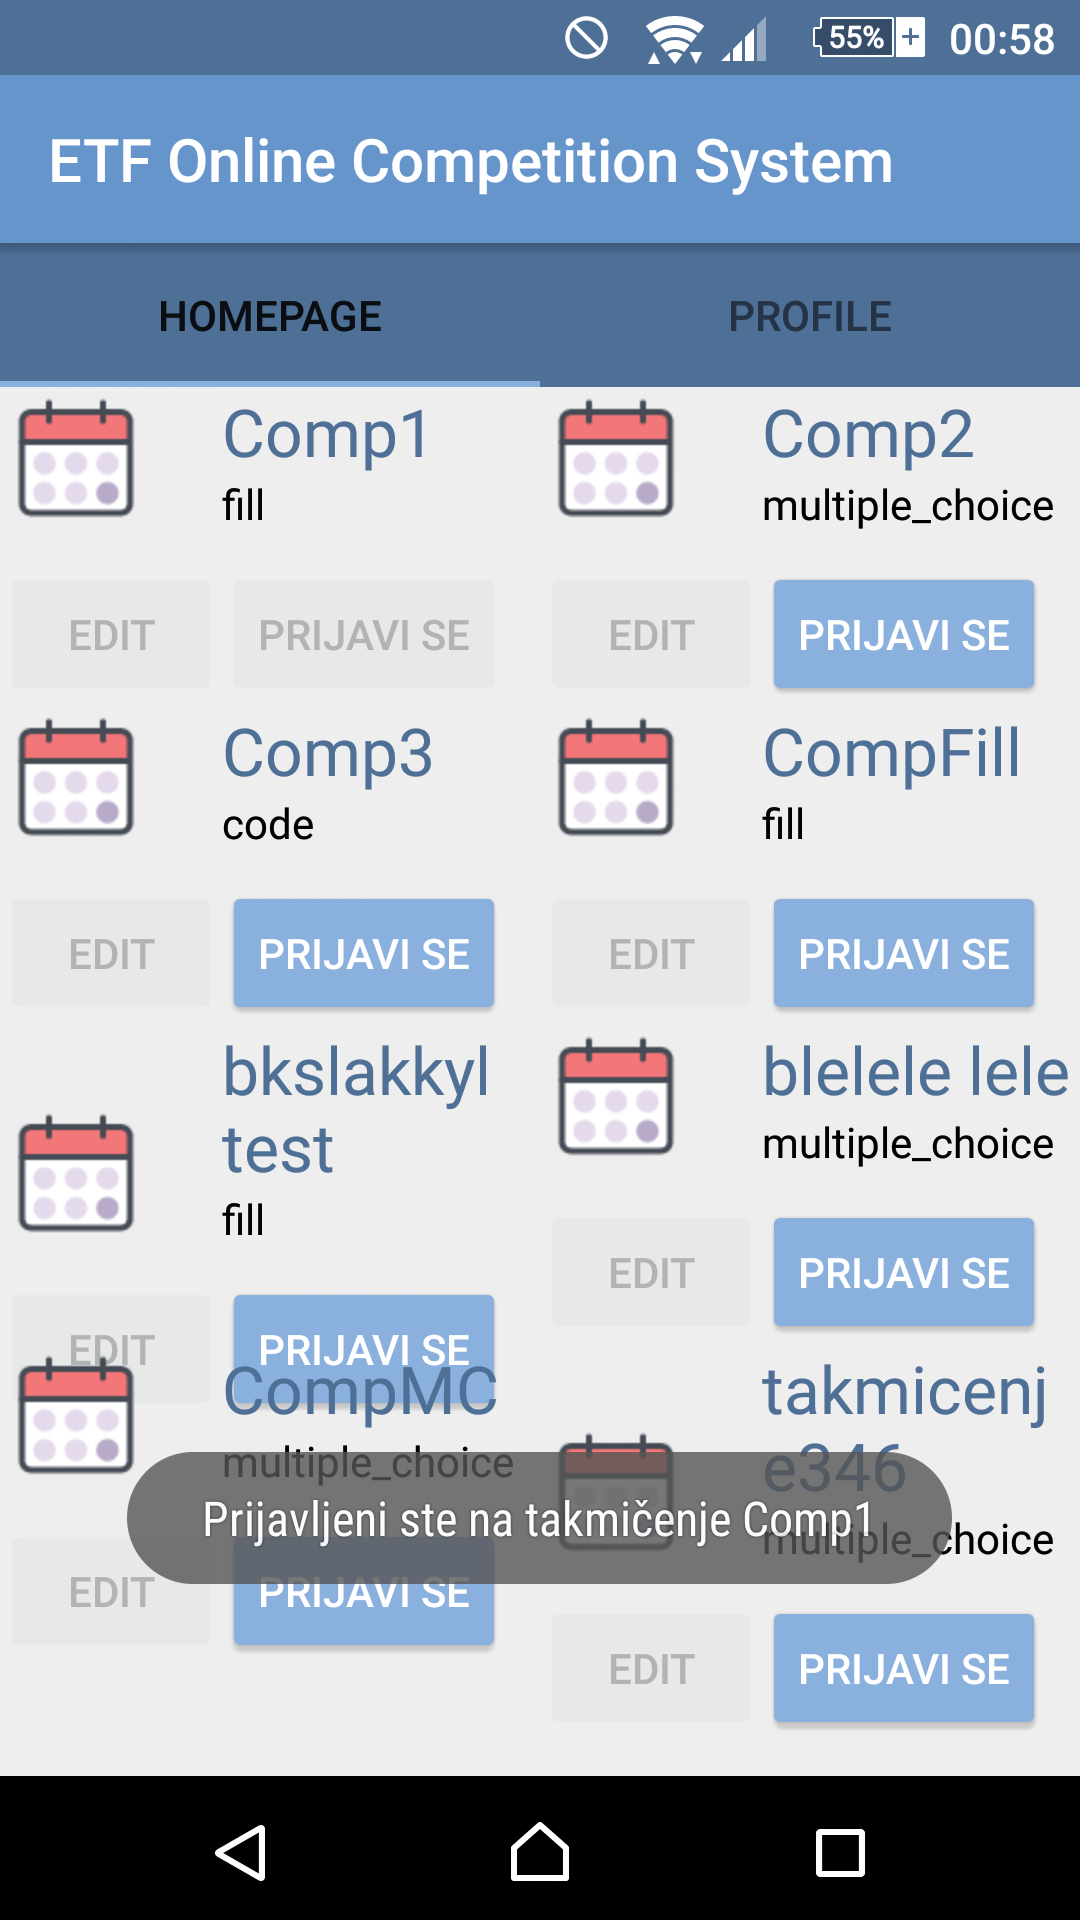 55%
00:58
ETF Online Competition System
HOMEPAGE
PROFILE
Comp1
fill
Comp2
multiple_choice
EDIT
PRIJAVI SE
EDIT
PRIJAVI SE
Comp3
code
CompFill
fill
EDIT
PRIJAVI SE
EDIT
PRIJAVI SE
bkslakkyl
test
fill
blelele lele
multiple_choice
EDIT
PRIJAVI SE
EDIT
PRIJAVI SE
CompMC
multiple_choice
takmicenj
e346
multiple_choice
Prijavljeni ste na takmičenje Comp1
EDIT
PRIJAVI SE
EDIT
PRIJAVI SE